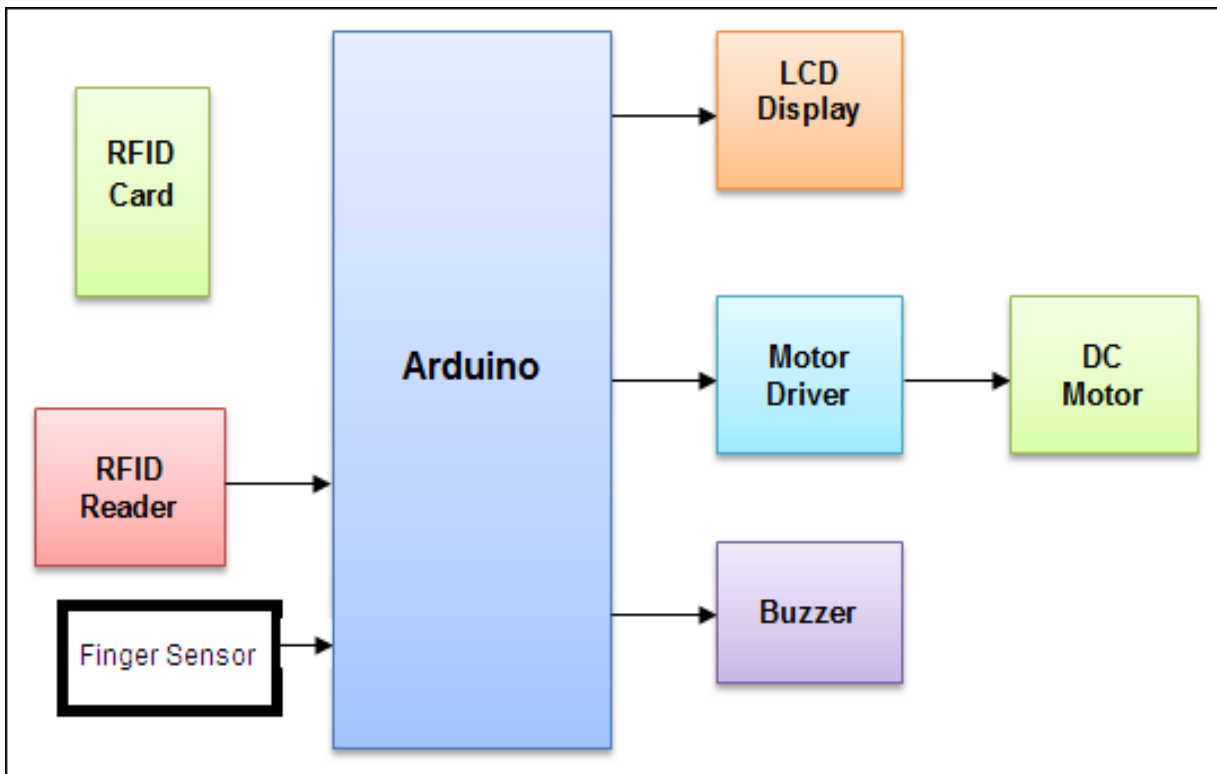 RFID
Card
RFID
Reader
Finger Sensor
Arduino
LCD
Display
Motor
Driver
DC
Motor
Buzzer